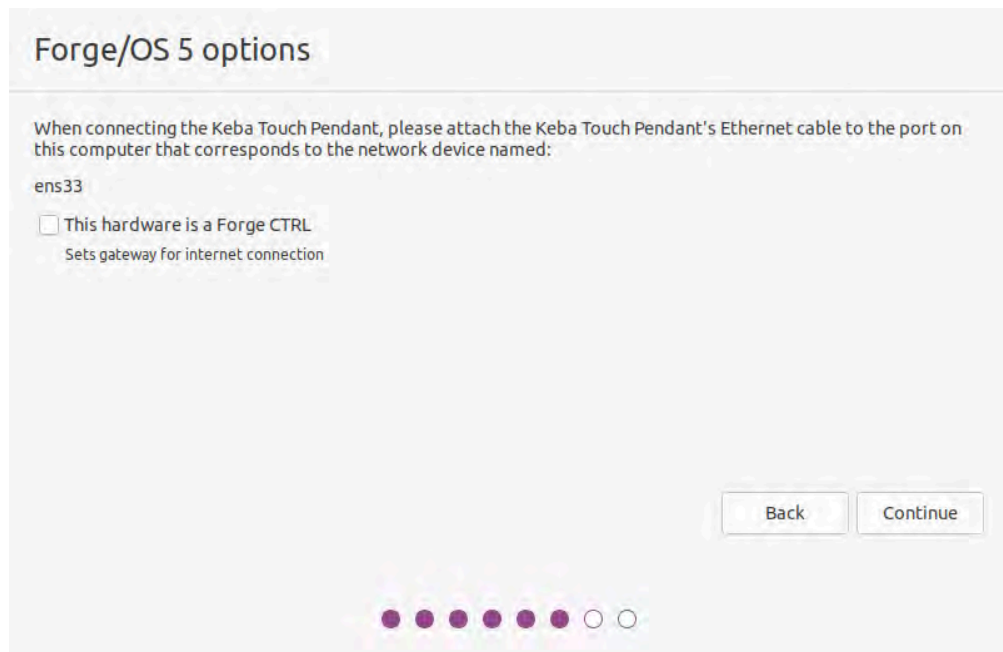 Forge/OS 5 options
When connecting the Keba Touch Pendant, please attach the Keba Touch Pendant's Ethernet cable to the port on
this computer that corresponds to the network device named:
ens33
This hardware is a Forge CTRL
Sets gateway for internet connection
Back
Continue